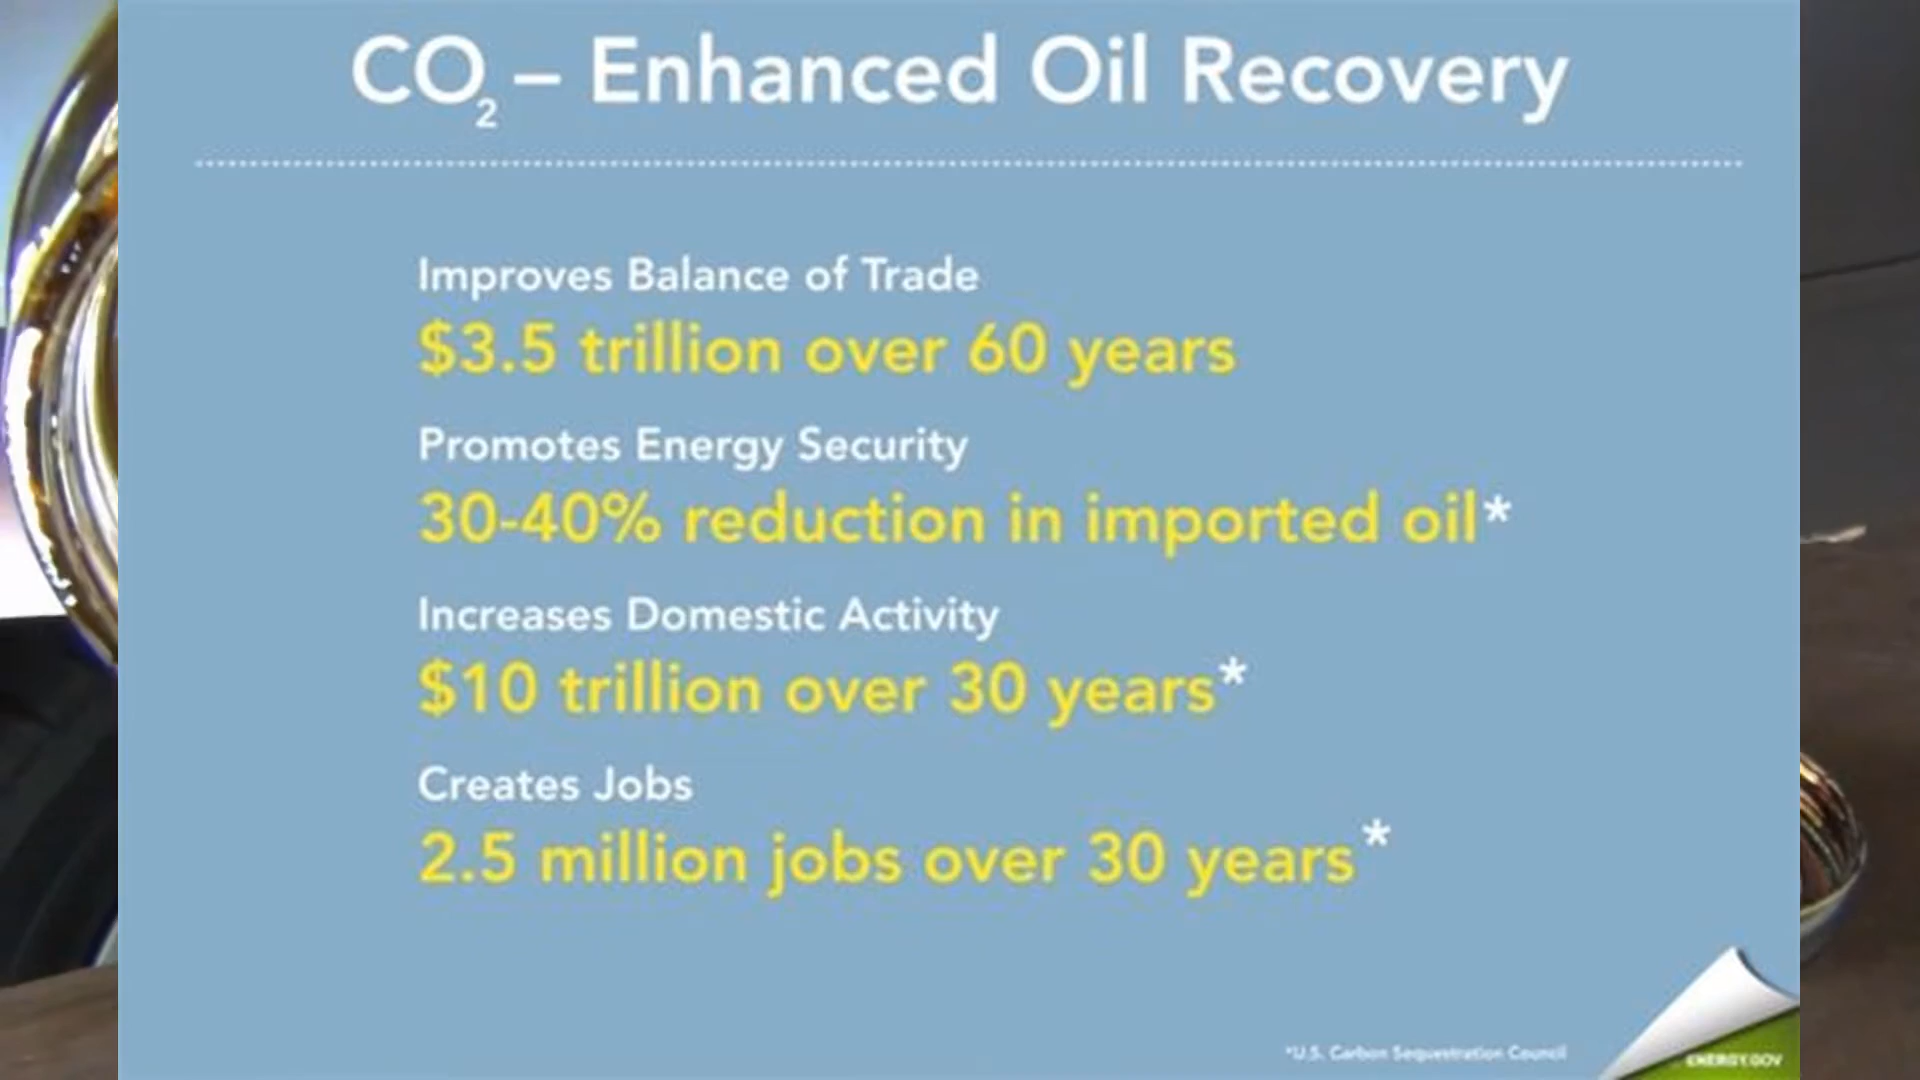 CO₂ – Enhanced Oil Recovery
Improves Balance of Trade
$3.5 trillion over 60 years
Promotes Energy Security
30-40% reduction in imported oil*
Increases Domestic Activity
$10 trillion over 30 years*
Creates Jobs
2.5 million jobs over 30 years*
*U.S. Carbon Sequestration Council
ENERGY.GOV